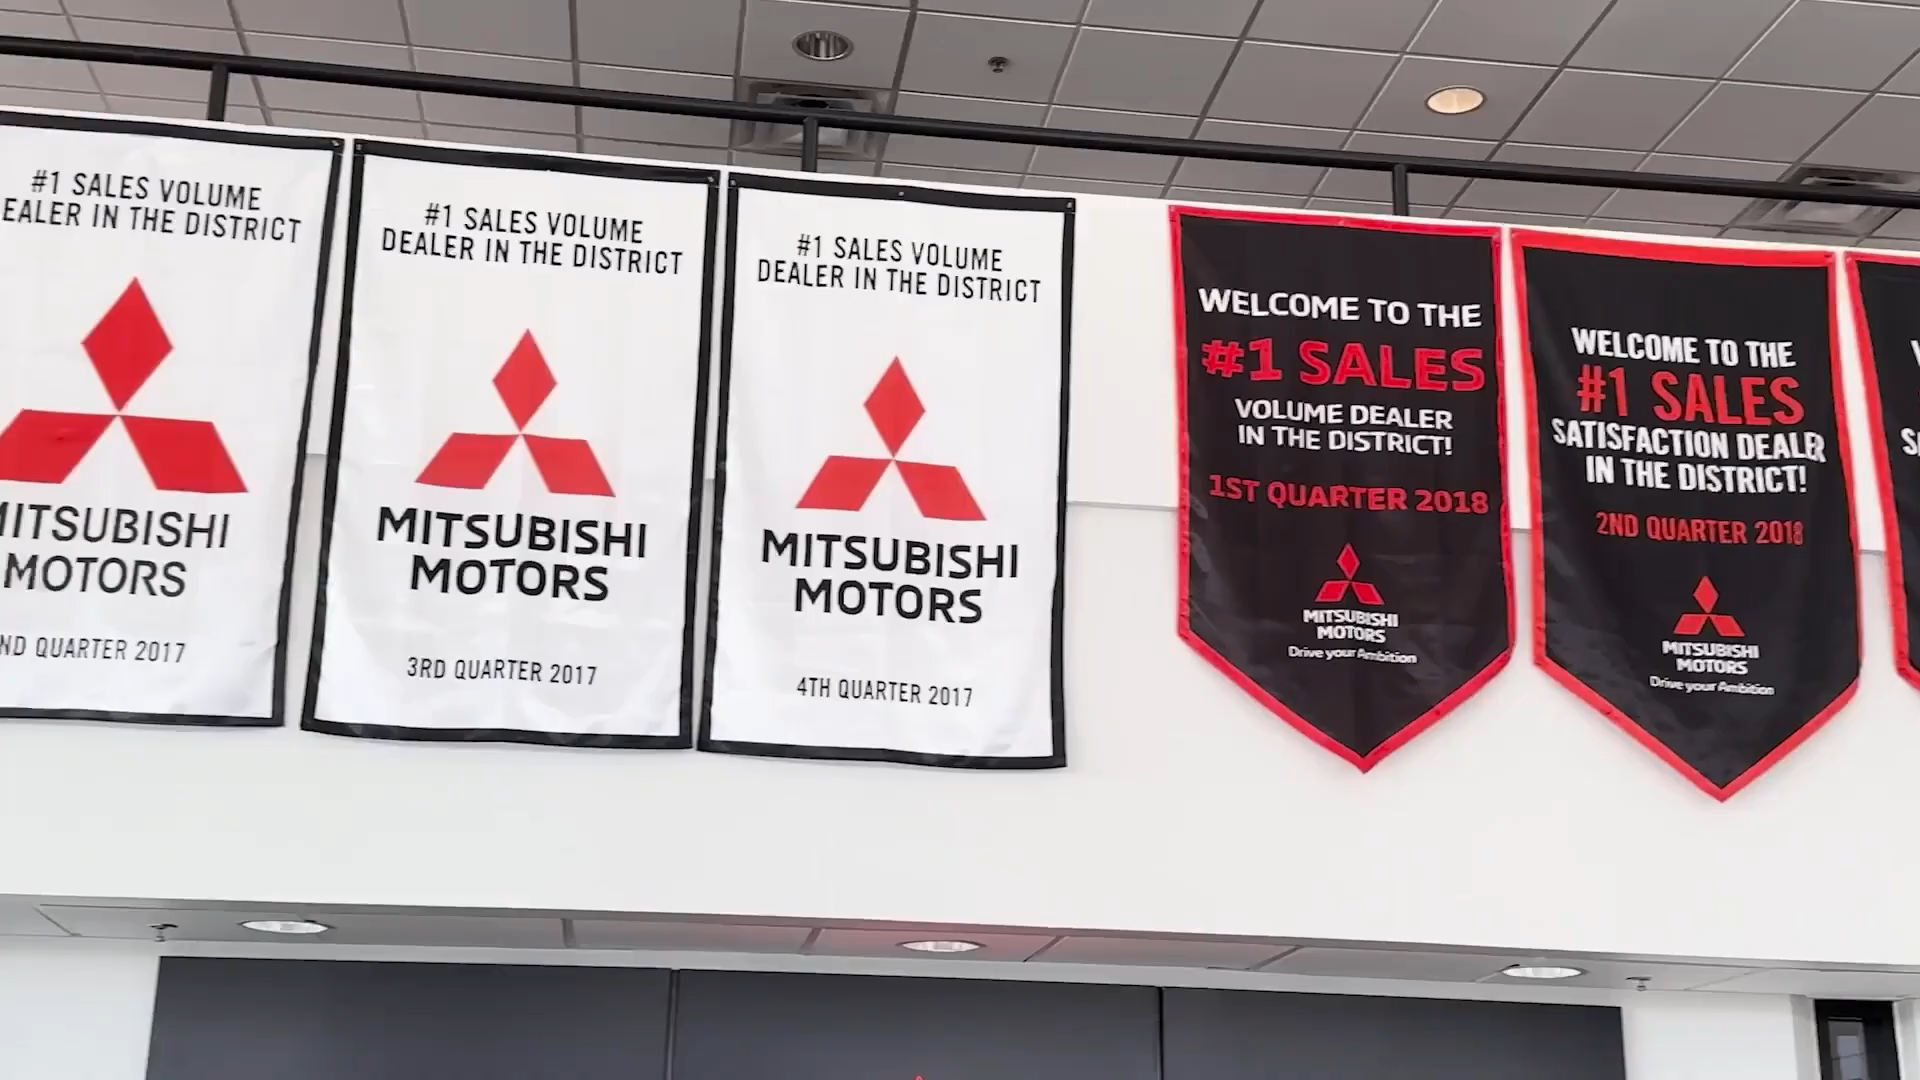 #1 SALES VOLUME
IN THE DISTRICT
MOTORS
QUARTER 2017
#1 SALES VOLUME
DEALER IN THE DISTRICT
MITSUBISHI
MOTORS
3RD QUARTER 2017
#1 SALES VOLUME
DEALER IN THE DISTRICT
MITSUBISHI
MOTORS
4TH QUARTER 2017
WELCOME TO THE
#1 SALES
VOLUME DEALER
IN THE DISTRICT!
1ST QUARTER 2018
MITSUBISHI
MOTORS
Drive your Ambition
WELCOME TO THE
#1 SALES
SATISFACTION DEALER
IN THE DISTRICT!
2ND QUARTER 2018
MITSUBISHI
MOTORS
Drive your Ambition